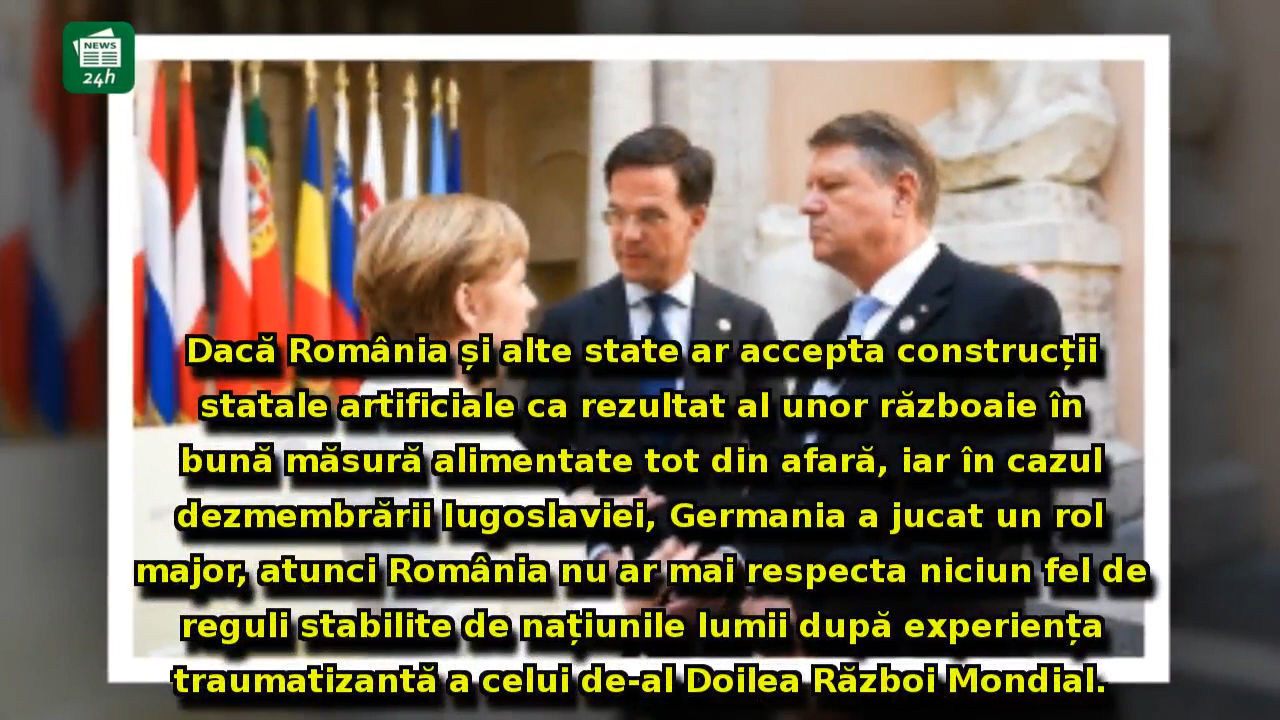 NEWS
24h
Dacă România și alte state ar accepta construcții
statale artificiale ca rezultat al unor războaie în
bună măsură alimentate tot din afară, iar în cazul
dezmembrării Iugoslaviei, Germania a jucat un rol
major, atunci România nu ar mai respecta niciun fel de
reguli stabilite de națiunile lumii după experiența
traumatizantă a celui de-al Doilea Război Mondial.